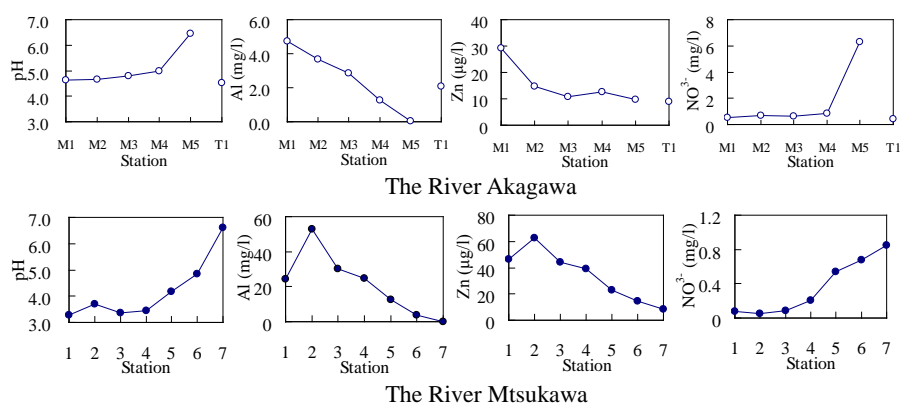 pH
7.0
6.0
5.0
4.0
3.0
M1 M2 M3 M4 M5 T1
Station
Al (mg/l)
6.0
4.0
2.0
0.0
M1 M2 M3 M4 M5 T1
Station
Zn (μg/l)
40
30
20
10
0
M1 M2 M3 M4 M5 T1
Station
NO³⁻ (mg/l)
8
6
4
2
0
M1 M2 M3 M4 M5 T1
Station
The River Akagawa
pH
7.0
6.0
5.0
4.0
3.0
1 2 3 4 5 6 7
Station
Al (mg/l)
60
40
20
0
1 2 3 4 5 6 7
Station
Zn (μg/l)
80
60
40
20
0
1 2 3 4 5 6 7
Station
NO³⁻ (mg/l)
1.2
0.8
0.4
0
1 2 3 4 5 6 7
Station
The River Mtsukawa